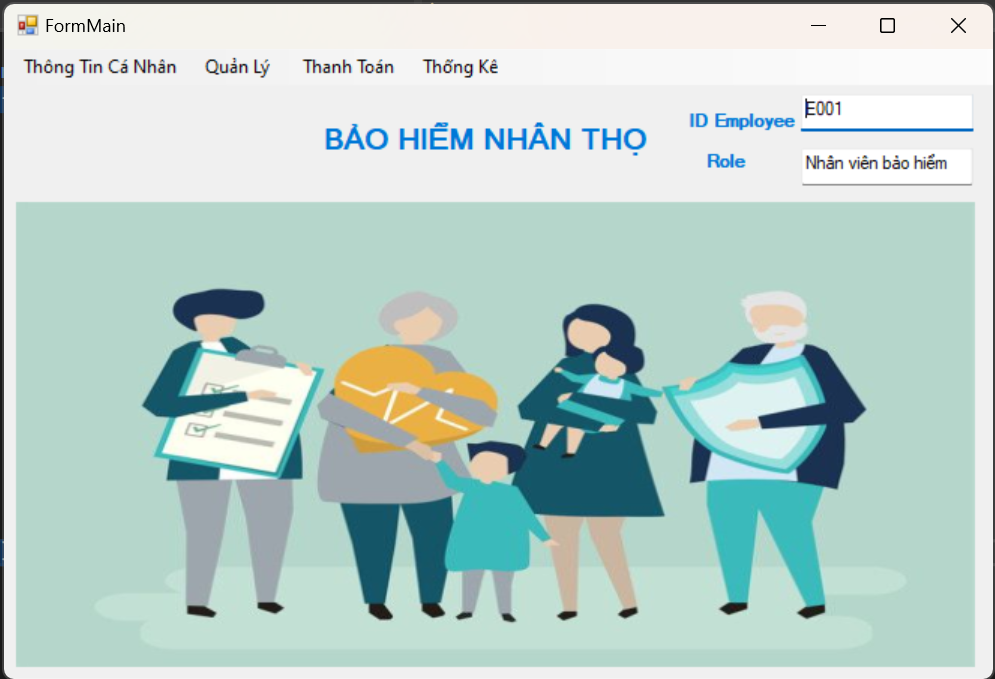 FormMain
Thông Tin Cá Nhân Quản Lý Thanh Toán Thống Kê
BẢO HIỂM NHÂN THỌ
ID Employee E001
Role Nhân viên bảo hiểm